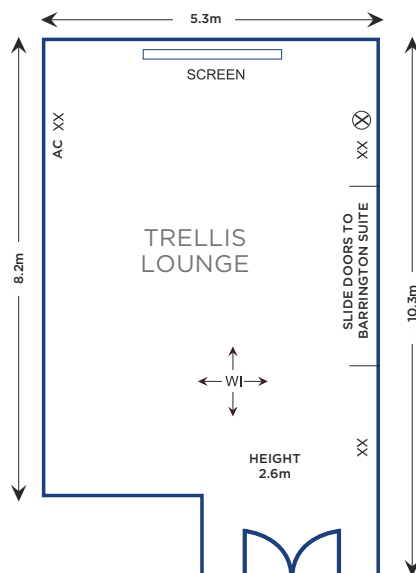 5.3m
SCREEN
AC XX
XX
TRELLIS
LOUNGE
SLIDE DOORS TO
BARRINGTON SUITE
8.2m
10.3m
WI
XX
HEIGHT
2.6m